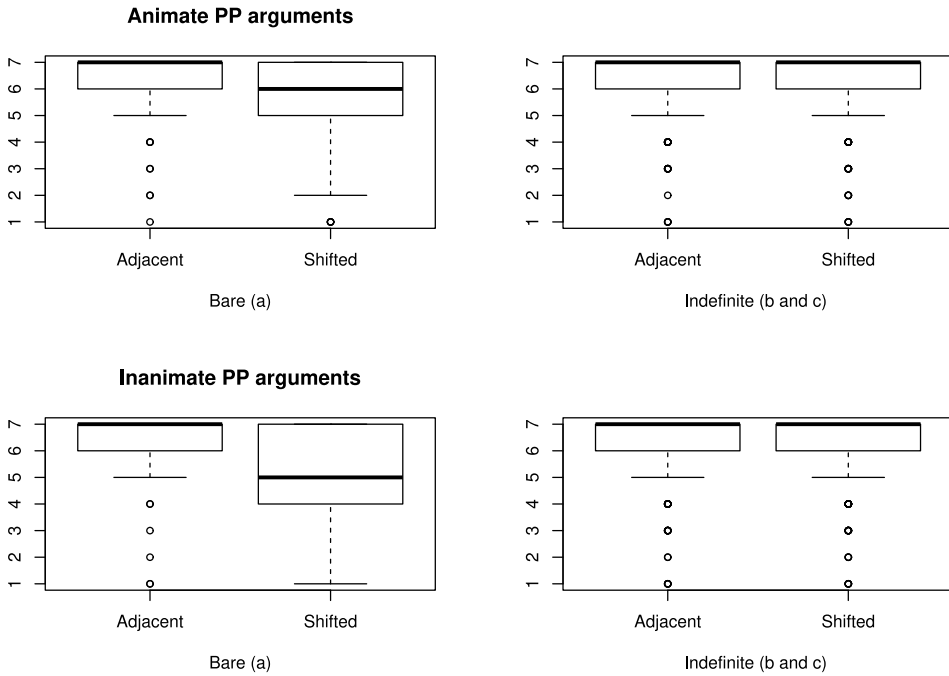 Animate PP arguments
7
6
5
4
3
2
1
Adjacent Shifted
Bare (a)
7
6
5
4
3
2
1
Adjacent Shifted
Indefinite (b and c)
Inanimate PP arguments
7
6
5
4
3
2
1
Adjacent Shifted
Bare (a)
7
6
5
4
3
2
1
Adjacent Shifted
Indefinite (b and c)